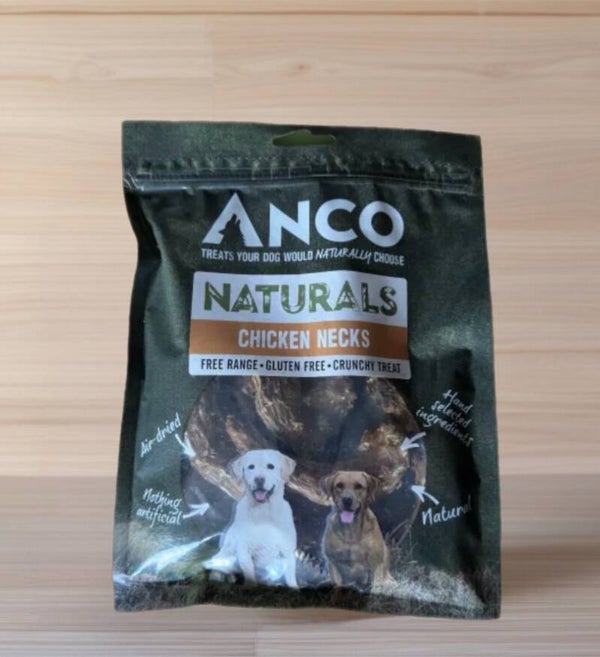 ANCO
TREATS YOUR DOG WOULD NATURALLY CHOOSE
NATURALS
CHICKEN NECKS
FREE RANGE • GLUTEN FREE • CRUNCHY TREAT
Hand
selected
ingredients
Air-dried
Nothing
artificial
Natural